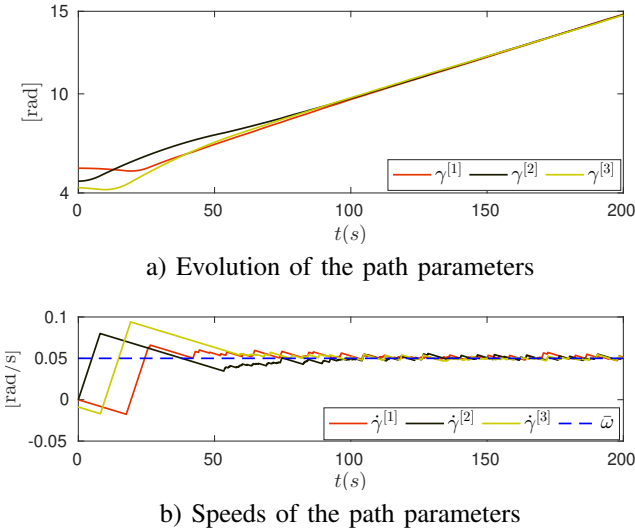 15
10
4
[rad]
γ^[1] γ^[2] γ^[3]
0 50 100 150 200
t(s)
a) Evolution of the path parameters
0.1
0.05
0
-0.05
[rad/s]
γ̇^[1] γ̇^[2] γ̇^[3] ω̄
0 50 100 150 200
t(s)
b) Speeds of the path parameters